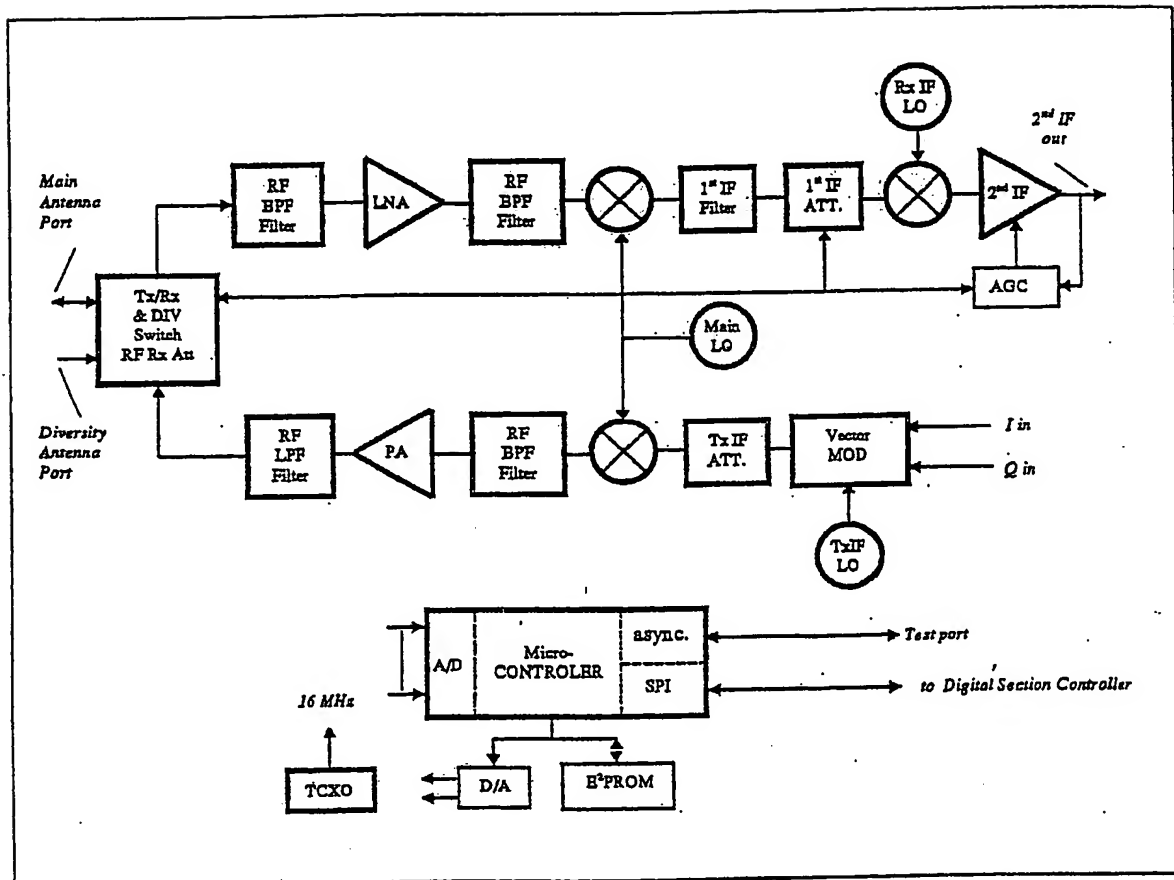 Rx IF
LO
2nd IF
out
Main
Antenna
Port
RF
BPF
Filter
LNA
RF
BPF
Filter
1st IF
Filter
1st IF
ATT.
2nd IF
Tx/Rx
& DIV
Switch
RF Rx Att
AGC
Main
LO
Diversity
Antenna
Port
RF
LPF
Filter
PA
RF
BPF
Filter
Tx IF
ATT.
Vector
MOD
I in
Q in
TxIF
LO
A/D
Micro-
CONTROLER
async.
SPI
Test port
to Digital Section Controller
16 MHz
TCXO
D/A
E²PROM